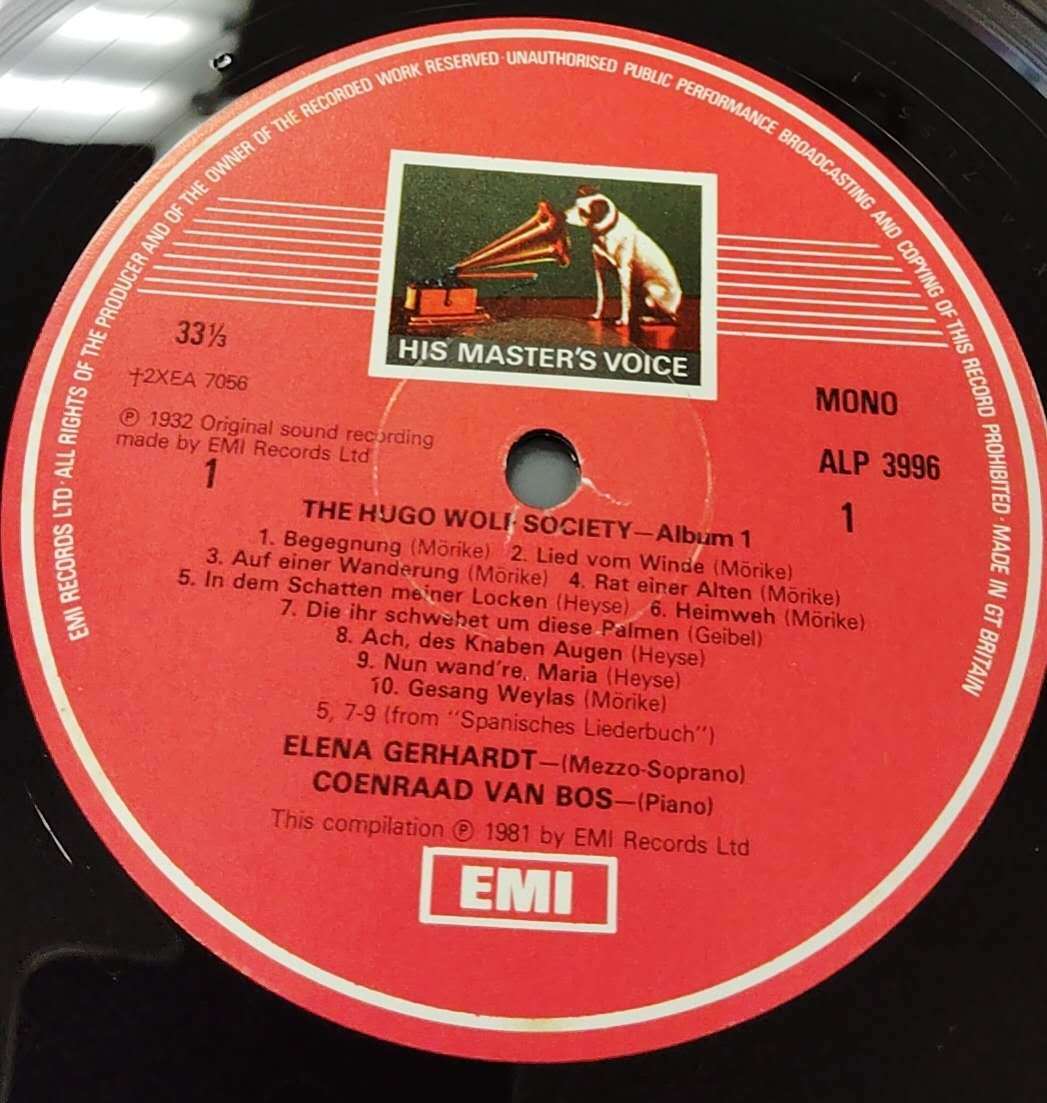 EMI RECORDS LTD · ALL RIGHTS OF THE PRODUCER AND OF THE OWNER OF THE RECORDED WORK RESERVED · UNAUTHORISED PUBLIC PERFORMANCE BROADCASTING AND COPYING OF THIS RECORD PROHIBITED · MADE IN GT BRITAIN
HIS MASTER'S VOICE
33⅓
†2XEA 7056
℗ 1932 Original sound recording
made by EMI Records Ltd
1
MONO
ALP 3996
1
THE HUGO WOLF SOCIETY—Album 1
1. Begegnung (Mörike) 2. Lied vom Winde (Mörike)
3. Auf einer Wanderung (Mörike) 4. Rat einer Alten (Mörike)
5. In dem Schatten meiner Locken (Heyse) 6. Heimweh (Mörike)
7. Die ihr schwebet um diese Palmen (Geibel)
8. Ach, des Knaben Augen (Heyse)
9. Nun wand're, Maria (Heyse)
10. Gesang Weylas (Mörike)
5, 7-9 (from "Spanisches Liederbuch")
ELENA GERHARDT—(Mezzo-Soprano)
COENRAAD VAN BOS—(Piano)
This compilation ℗ 1981 by EMI Records Ltd
EMI